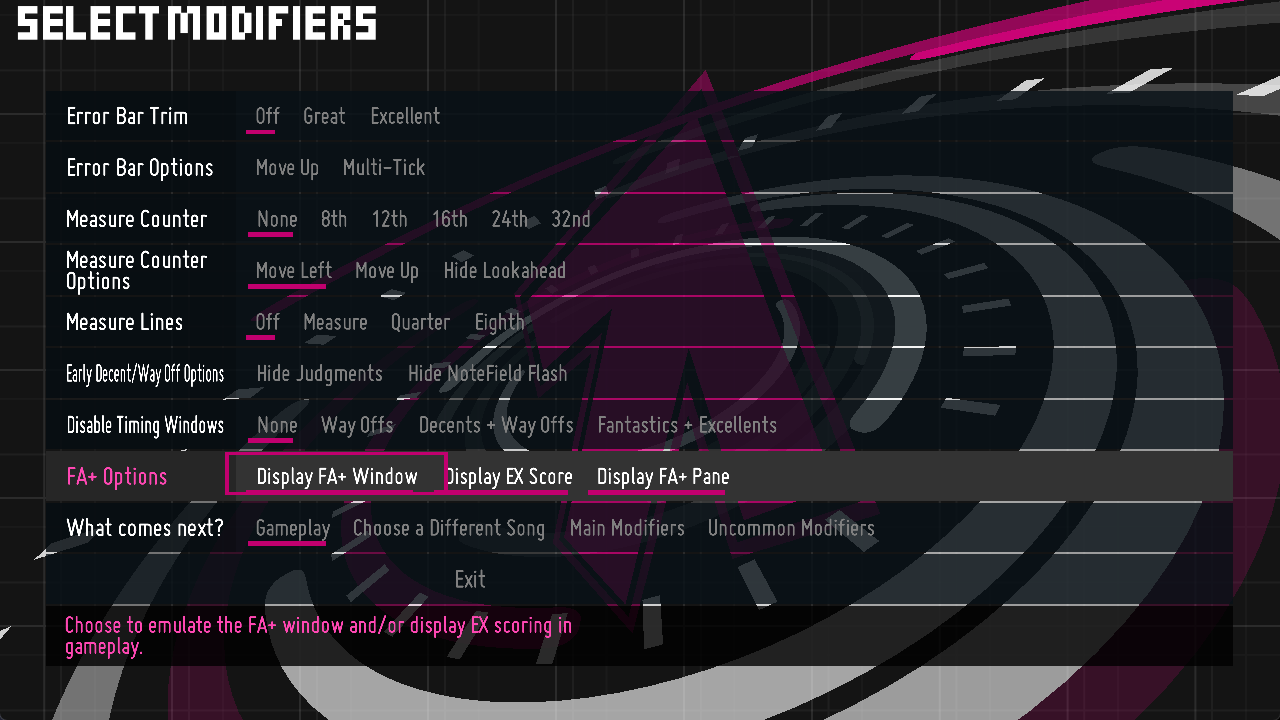 SELECT MODIFIERS
Error Bar Trim Off Great Excellent
Error Bar Options Move Up Multi-Tick
Measure Counter None 8th 12th 16th 24th 32nd
Measure Counter
Options Move Left Move Up Hide Lookahead
Measure Lines Off Measure Quarter Eighth
Early Decent/Way Off Options Hide Judgments Hide NoteField Flash
Disable Timing Windows None Way Offs Decents + Way Offs Fantastics + Excellents
FA+ Options Display FA+ Window Display EX Score Display FA+ Pane
What comes next? Gameplay Choose a Different Song Main Modifiers Uncommon Modifiers
Exit
Choose to emulate the FA+ window and/or display EX scoring in
gameplay.